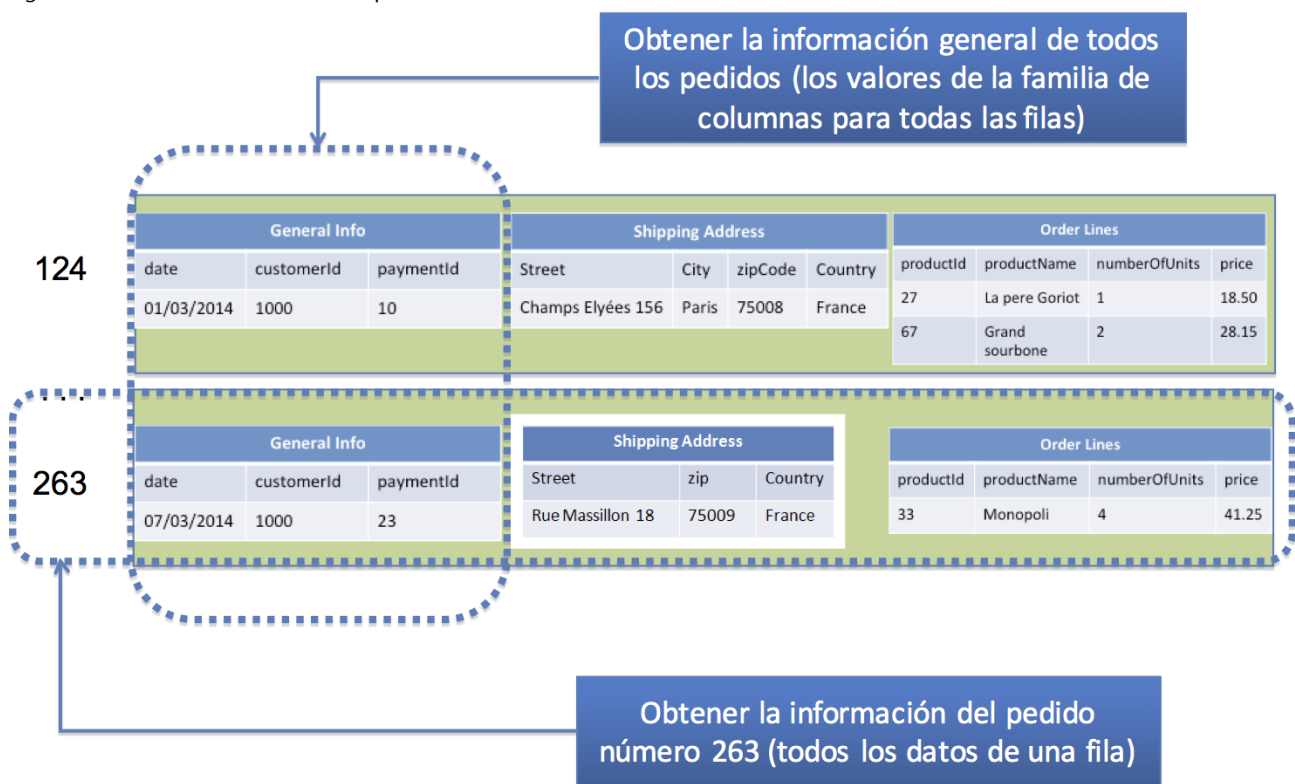 Obtener la información general de todos
los pedidos (los valores de la familia de
columnas para todas las filas)
124
General Info
date customerId paymentId
01/03/2014 1000 10
Shipping Address
Street City zipCode Country
Champs Elyées 156 Paris 75008 France
Order Lines
productId productName numberOfUnits price
27 La pere Goriot 1 18.50
67 Grand sourbone 2 28.15
263
General Info
date customerId paymentId
07/03/2014 1000 23
Shipping Address
Street zip Country
Rue Massillon 18 75009 France
Order Lines
productId productName numberOfUnits price
33 Monopoli 4 41.25
Obtener la información del pedido
número 263 (todos los datos de una fila)